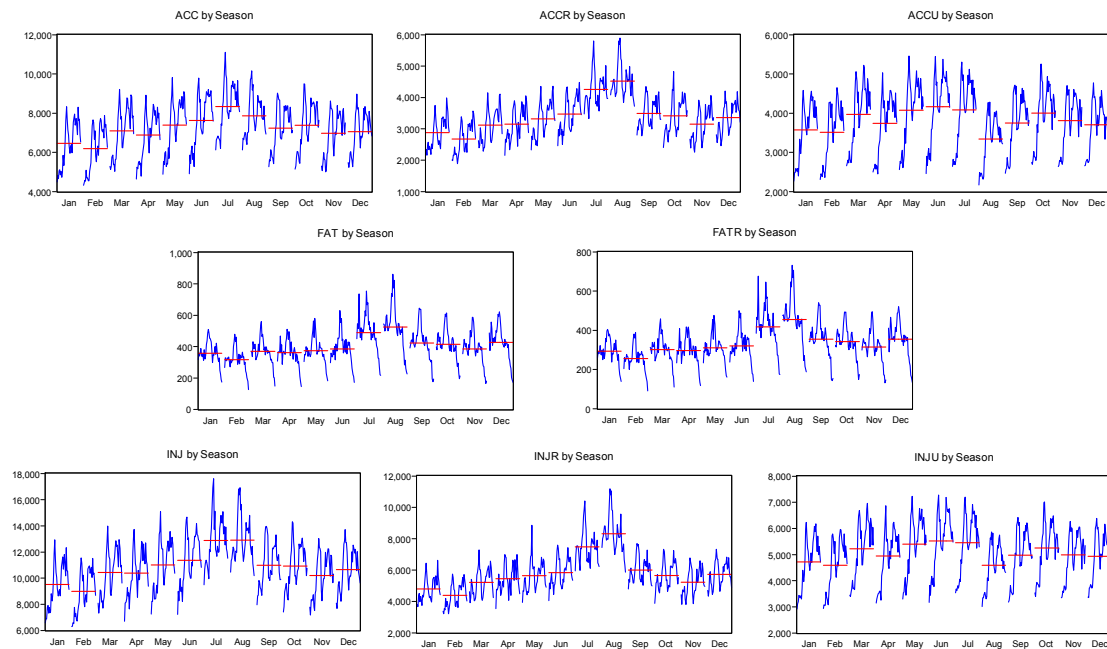 ACC by Season
12,000
10,000
8,000
6,000
4,000
Jan Feb Mar Apr May Jun Jul Aug Sep Oct Nov Dec
ACCR by Season
6,000
5,000
4,000
3,000
2,000
1,000
Jan Feb Mar Apr May Jun Jul Aug Sep Oct Nov Dec
ACCU by Season
6,000
5,000
4,000
3,000
2,000
Jan Feb Mar Apr May Jun Jul Aug Sep Oct Nov Dec
FAT by Season
1,000
800
600
400
200
0
Jan Feb Mar Apr May Jun Jul Aug Sep Oct Nov Dec
FATR by Season
800
600
400
200
0
Jan Feb Mar Apr May Jun Jul Aug Sep Oct Nov Dec
INJ by Season
18,000
16,000
14,000
12,000
10,000
8,000
6,000
Jan Feb Mar Apr May Jun Jul Aug Sep Oct Nov Dec
INJR by Season
12,000
10,000
8,000
6,000
4,000
2,000
Jan Feb Mar Apr May Jun Jul Aug Sep Oct Nov Dec
INJU by Season
8,000
7,000
6,000
5,000
4,000
3,000
2,000
Jan Feb Mar Apr May Jun Jul Aug Sep Oct Nov Dec